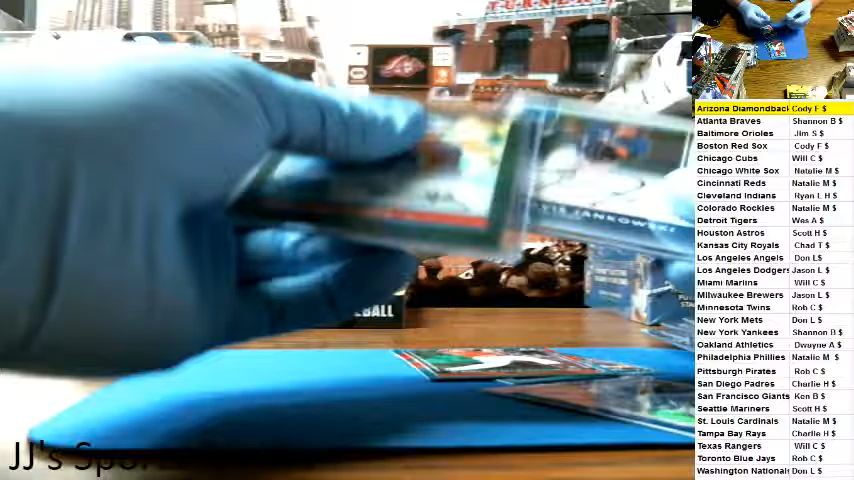 TURNER
JANKOWSKI
BALL
JJ's Spo
Arizona Diamondback Cody F $
Atlanta Braves Shannon B $
Baltimore Orioles Jim S $
Boston Red Sox Cody F $
Chicago Cubs Will C $
Chicago White Sox Natalie M $
Cincinnati Reds Natalie M $
Cleveland Indians Ryan L H $
Colorado Rockies Natalie M $
Detroit Tigers Wes A $
Houston Astros Scott H $
Kansas City Royals Chad T $
Los Angeles Angels Don L$
Los Angeles Dodgers Jason L $
Miami Marlins Will C $
Milwaukee Brewers Jason L $
Minnesota Twins Rob C $
New York Mets Don L $
New York Yankees Shannon B $
Oakland Athletics Dwayne A $
Philadelphia Phillies Natalie M $
Pittsburgh Pirates Rob C $
San Diego Padres Charlie H $
San Francisco Giants Ken B $
Seattle Mariners Scott H $
St. Louis Cardinals Natalie M $
Tampa Bay Rays Charlie H $
Texas Rangers Will C $
Toronto Blue Jays Rob C $
Washington Nationals Don L $